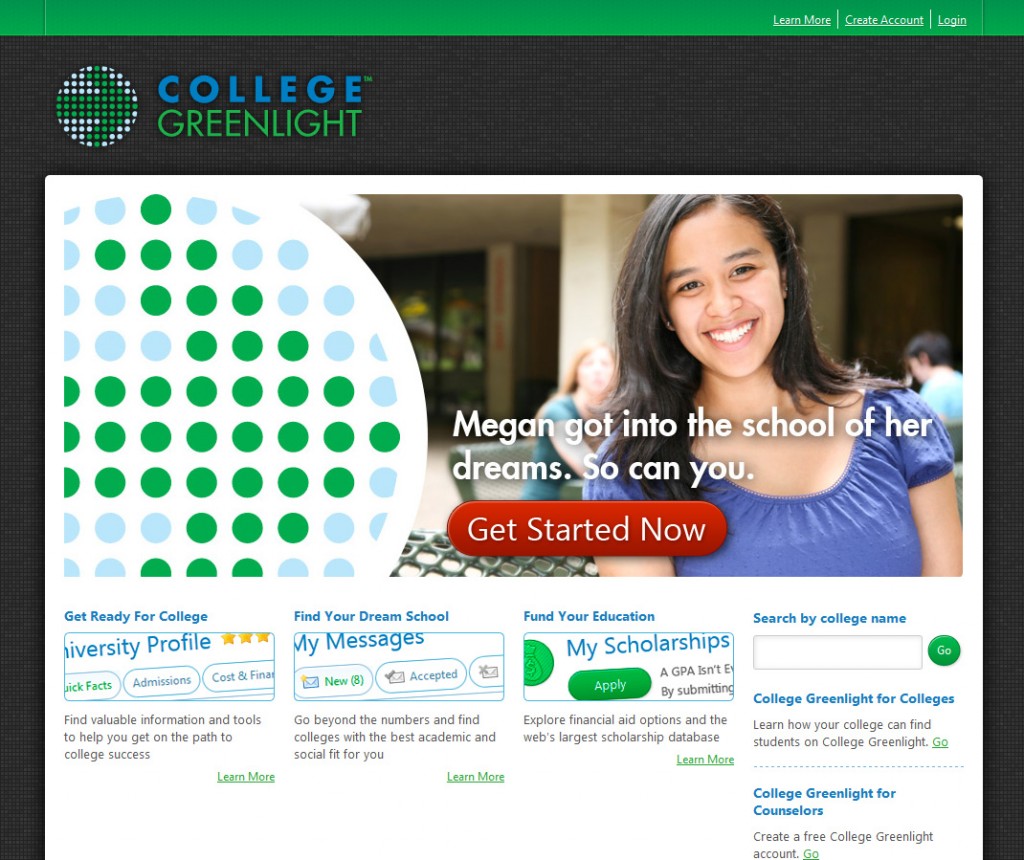 Learn More
Create Account
Login
COLLEGE™
GREENLIGHT
Megan got into the school of her
dreams. So can you.
Get Started Now
Get Ready For College
niversity Profile
uick Facts
Admissions
Cost & Finan
Find valuable information and tools
to help you get on the path to
college success
Learn More
Find Your Dream School
My Messages
New (8)
Accepted
Go beyond the numbers and find
colleges with the best academic and
social fit for you
Learn More
Fund Your Education
My Scholarships
Apply
A GPA Isn't Ev
By submitting
Explore financial aid options and the
web's largest scholarship database
Learn More
Search by college name
Go
College Greenlight for Colleges
Learn how your college can find
students on College Greenlight. Go
College Greenlight for
Counselors
Create a free College Greenlight
account. Go